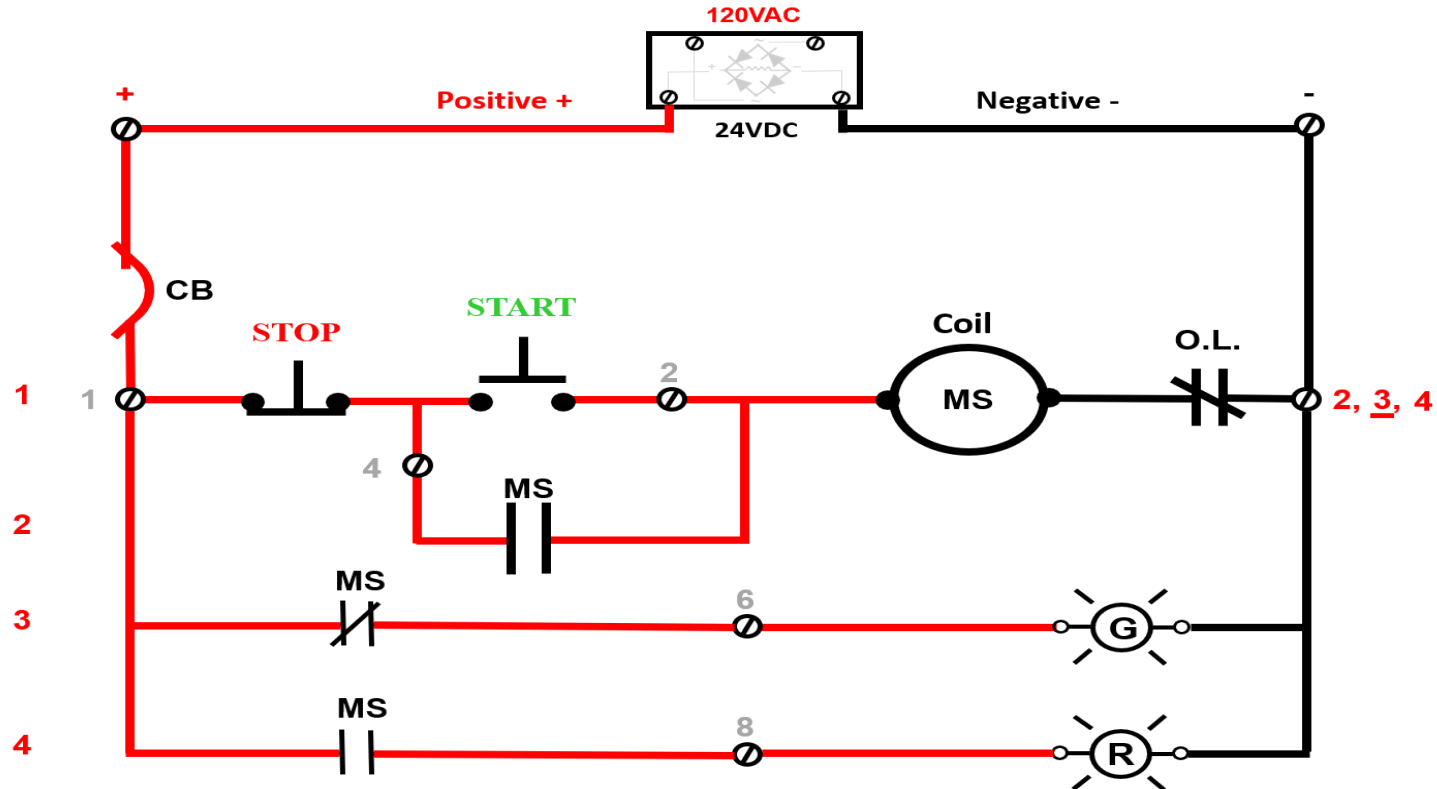 120VAC
+ Positive + Negative - -
24VDC
+ -
~
~
CB
START
STOP
Coil
O.L.
1 1 2 MS 2, 3, 4
4
MS
2
MS
6
3 G
MS
8
4 R